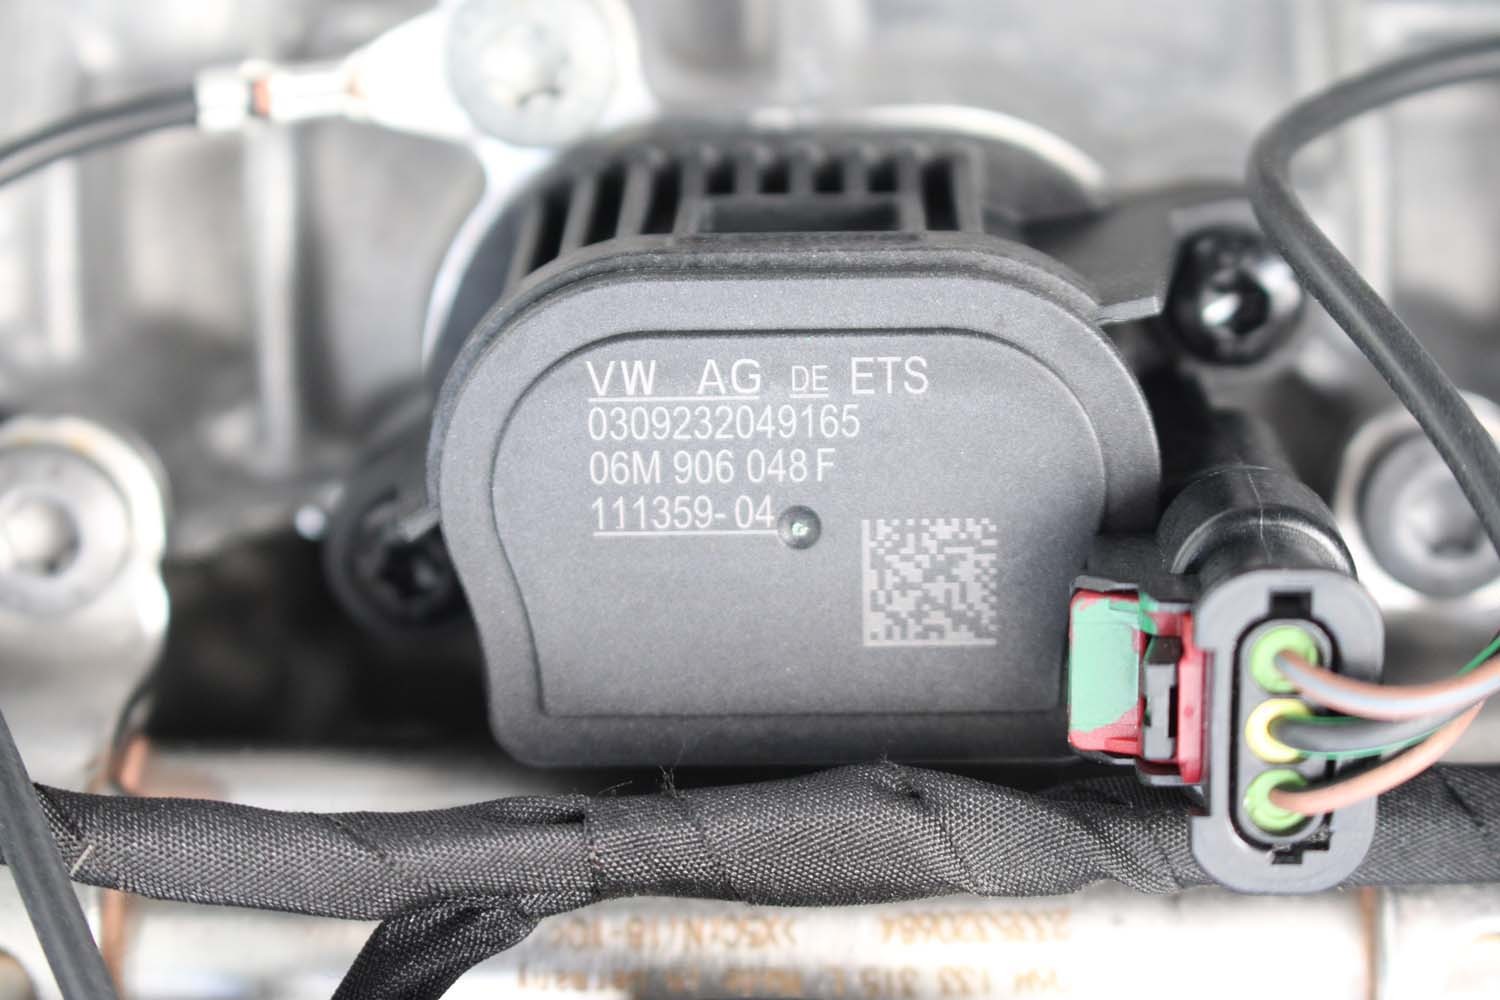 VW AG DE ETS
0309232049165
06M 906 048 F
111359-04